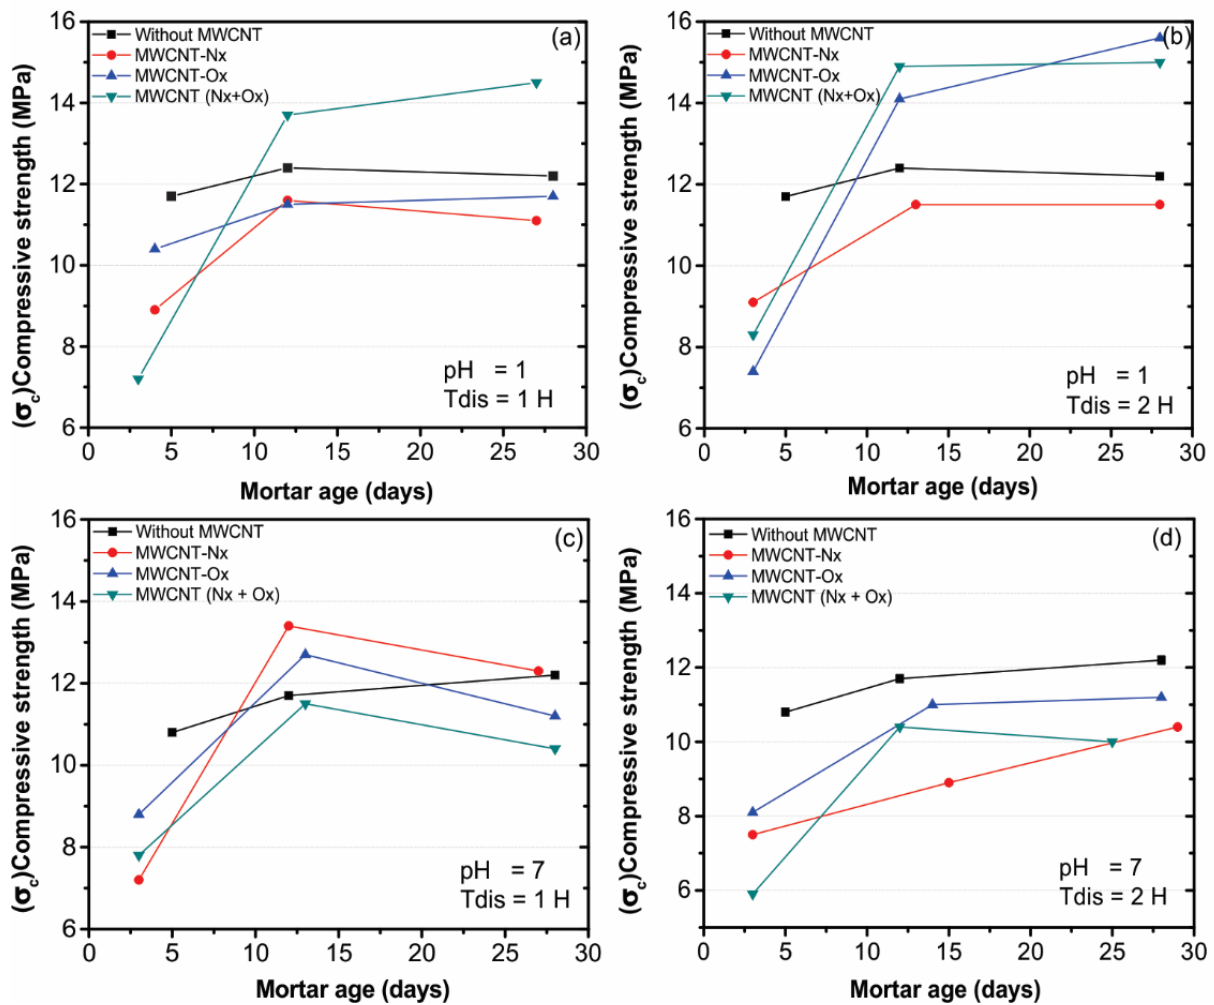 (a)
Without MWCNT
MWCNT-Nx
MWCNT-Ox
MWCNT (Nx+Ox)
16
14
12
10
8
6
(σc)Compressive strength (MPa)
pH = 1
Tdis = 1 H
0 5 10 15 20 25 30
Mortar age (days)
(b)
Without MWCNT
MWCNT-Nx
MWCNT-Ox
MWCNT (Nx+Ox)
16
14
12
10
8
6
(σc)Compressive strength (MPa)
pH = 1
Tdis = 2 H
0 5 10 15 20 25 30
Mortar age (days)
(c)
Without MWCNT
MWCNT-Nx
MWCNT-Ox
MWCNT (Nx + Ox)
16
14
12
10
8
6
(σc)Compressive strength (MPa)
pH = 7
Tdis = 1 H
0 5 10 15 20 25 30
Mortar age (days)
(d)
Without MWCNT
MWCNT-Nx
MWCNT-Ox
MWCNT (Nx + Ox)
16
14
12
10
8
6
(σc)Compressive strength (MPa)
pH = 7
Tdis = 2 H
0 5 10 15 20 25 30
Mortar age (days)